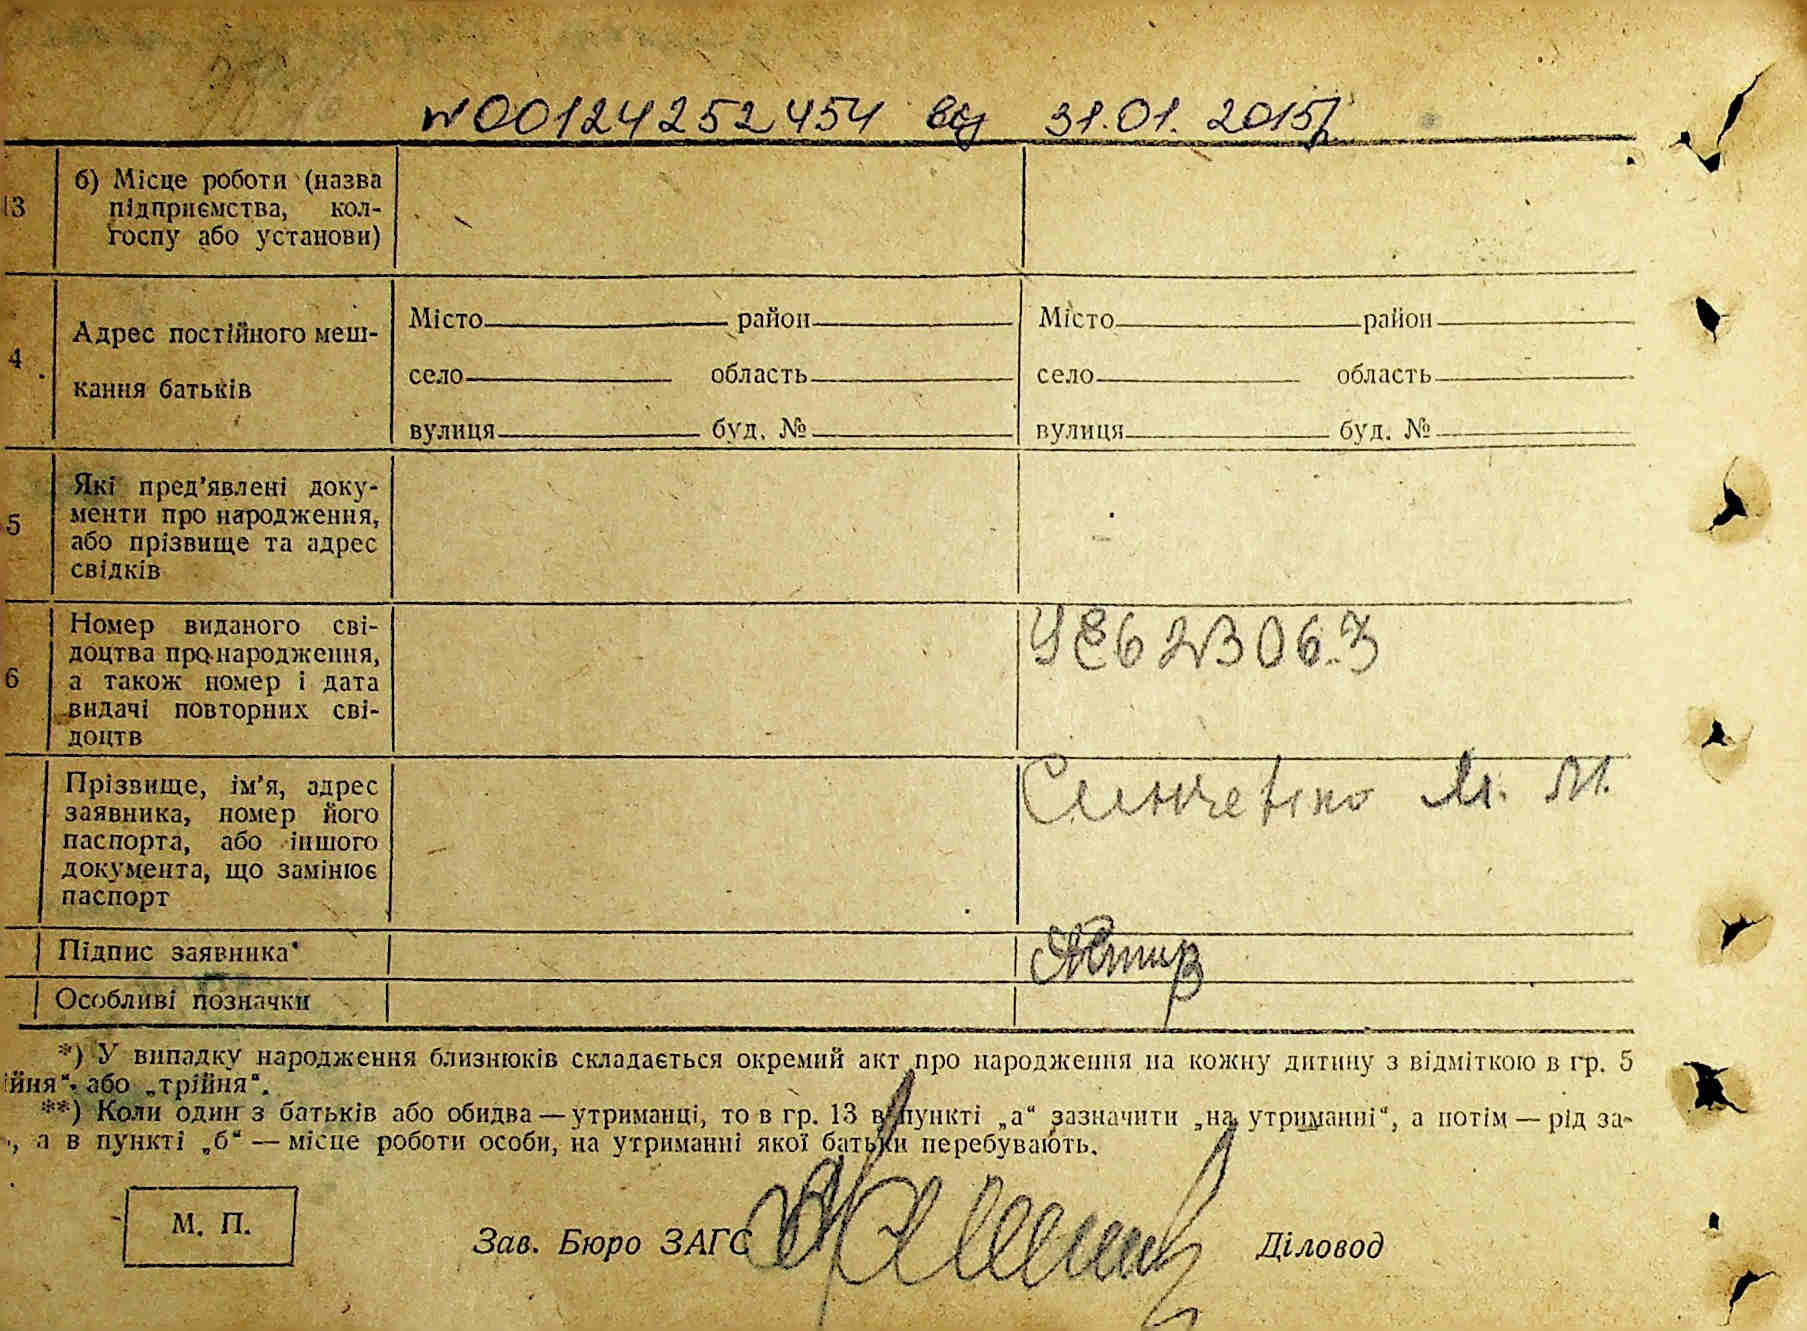 N00124252454 від 31.01.2015р
13 б) Місце роботи (назва
підприємства, кол-
госпу або установи)
4 Адрес постійного меш-
кання батьків
Місто район Місто район
село область село область
вулиця буд. № вулиця буд. №
5 Які пред'явлені доку-
менти про народження,
або прізвище та адрес
свідків
6 Номер виданого сві-
доцтва про народження,
а також номер і дата
видачі повторних сві-
доцтв
УЕ623063
Прізвище, ім'я, адрес
заявника, номер його
паспорта, або іншого
документа, що замінює
паспорт
М. М.
Підпис заявника*
Особливі позначки
*) У випадку народження близнюків складається окремий акт про народження на кожну дитину з відміткою в гр. 5
ійня“, або „трійня“.
**) Коли один з батьків або обидва — утриманці, то в гр. 13 в пункті „а“ зазначити „на утриманні“, а потім — рід за-
, а в пункті „б“ — місце роботи особи, на утриманні якої батьки перебувають.
М. П.
Зав. Бюро ЗАГС Діловод